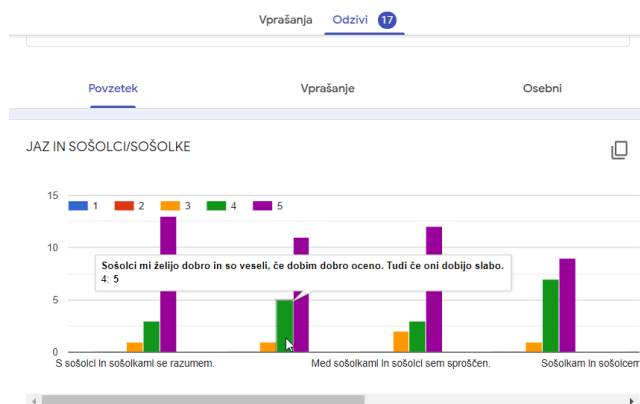 Vprašanja Odzivi 17
Povzetek Vprašanje Osebni
JAZ IN SOŠOLCI/SOŠOLKE
15
1 2 3 4 5
10
Sošolci mi želijo dobro in so veseli, če dobim dobro oceno. Tudi če oni dobijo slabo.
4: 5
5
0
S sošolci in sošolkami se razumem. Med sošolkami in sošolci sem sproščen. Sošolkam in sošolcem